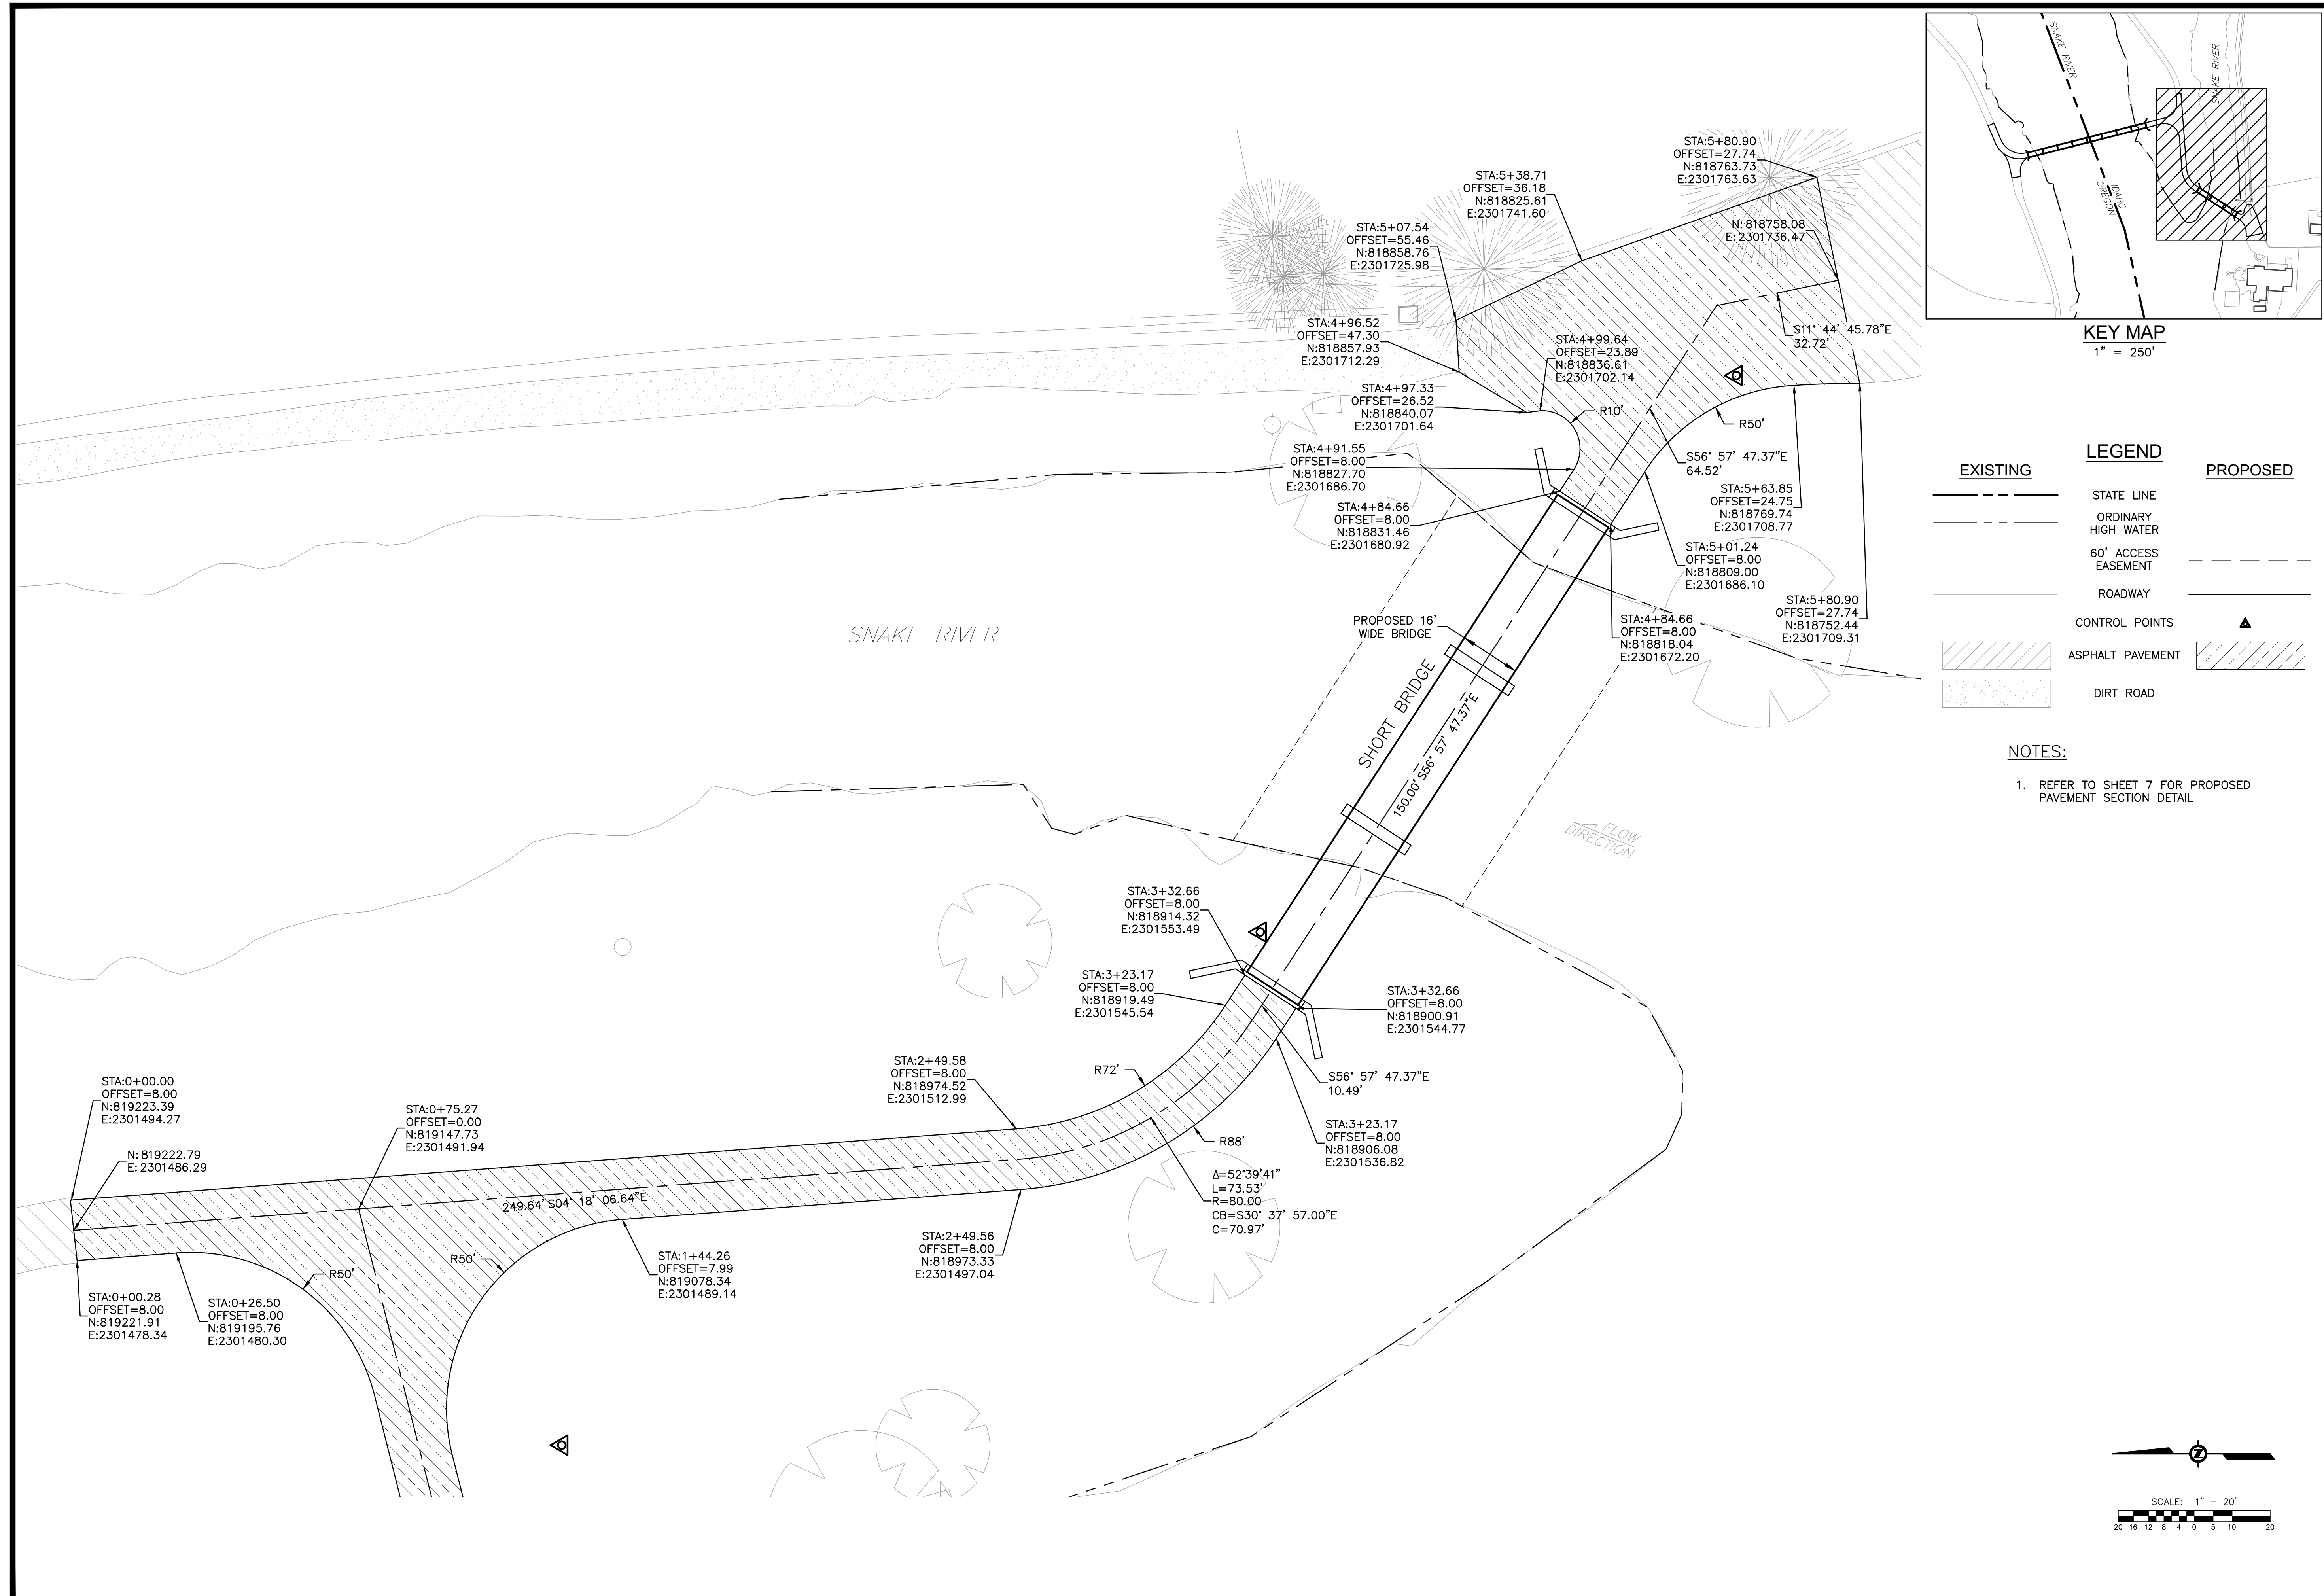 STA:5+80.90
OFFSET=27.74
N:818763.73
E:2301763.63
STA:5+38.71
OFFSET=36.18
N:818825.61
E:2301741.60
STA:5+07.54
OFFSET=55.46
N:818858.76
E:2301725.98
N: 818758.08
E: 2301736.47
STA:4+96.52
OFFSET=47.30
N:818857.93
E:2301712.29
STA:4+99.64
OFFSET=23.89
N:818836.61
E:2301702.14
S11° 44' 45.78"E
32.72'
STA:4+97.33
OFFSET=26.52
N:818840.07
E:2301701.64
R10'
R50'
STA:4+91.55
OFFSET=8.00
N:818827.70
E:2301686.70
S56° 57' 47.37"E
64.52'
STA:4+84.66
OFFSET=8.00
N:818831.46
E:2301680.92
STA:5+63.85
OFFSET=24.75
N:818769.74
E:2301708.77
STA:5+01.24
OFFSET=8.00
N:818809.00
E:2301686.10
STA:5+80.90
OFFSET=27.74
N:818752.44
E:2301709.31
STA:4+84.66
OFFSET=8.00
N:818818.04
E:2301672.20
PROPOSED 16'
WIDE BRIDGE
SNAKE RIVER
SHORT BRIDGE
150.00' S56° 57' 47.37"E
FLOW
DIRECTION
STA:3+32.66
OFFSET=8.00
N:818914.32
E:2301553.49
STA:3+23.17
OFFSET=8.00
N:818919.49
E:2301545.54
STA:3+32.66
OFFSET=8.00
N:818900.91
E:2301544.77
STA:2+49.58
OFFSET=8.00
N:818974.52
E:2301512.99
R72'
S56° 57' 47.37"E
10.49'
STA:3+23.17
OFFSET=8.00
N:818906.08
E:2301536.82
R88'
Δ=52°39'41"
L=73.53'
R=80.00
CB=S30° 37' 57.00"E
C=70.97'
STA:0+00.00
OFFSET=8.00
N:819223.39
E:2301494.27
STA:0+75.27
OFFSET=0.00
N:819147.73
E:2301491.94
N: 819222.79
E: 2301486.29
249.64' S04° 18' 06.64"E
STA:2+49.56
OFFSET=8.00
N:818973.33
E:2301497.04
R50'
R50'
STA:1+44.26
OFFSET=7.99
N:819078.34
E:2301489.14
STA:0+00.28
OFFSET=8.00
N:819221.91
E:2301478.34
STA:0+26.50
OFFSET=8.00
N:819195.76
E:2301480.30
SNAKE RIVER
SNAKE RIVER
IDAHO
OREGON
KEY MAP
1" = 250'
LEGEND
EXISTING
PROPOSED
STATE LINE
ORDINARY
HIGH WATER
60' ACCESS
EASEMENT
ROADWAY
CONTROL POINTS
ASPHALT PAVEMENT
DIRT ROAD
NOTES:
1. REFER TO SHEET 7 FOR PROPOSED
PAVEMENT SECTION DETAIL
Z
SCALE: 1" = 20'
20 16 12 8 4 0 5 10 20